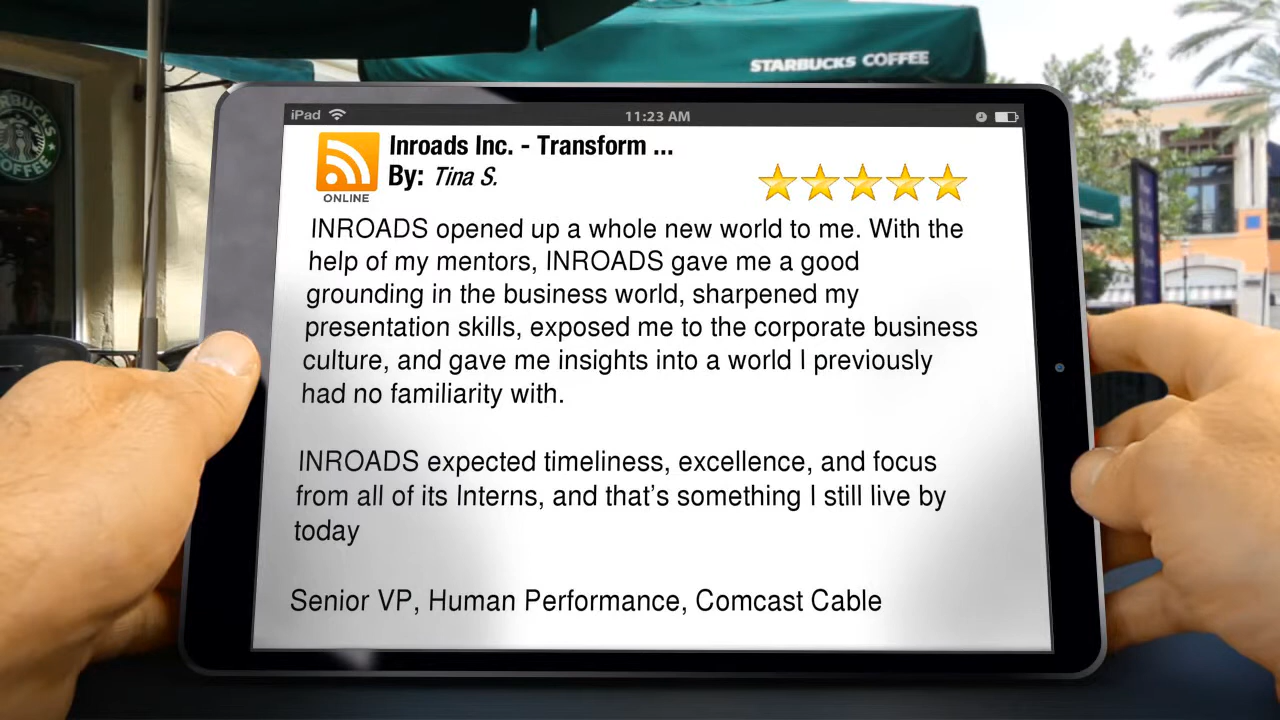 STARBUCKS COFFEE
RBUCKS
OFFEE
iPad
11:23 AM
Inroads Inc. - Transform ...
By: Tina S.
ONLINE
INROADS opened up a whole new world to me. With the
help of my mentors, INROADS gave me a good
grounding in the business world, sharpened my
presentation skills, exposed me to the corporate business
culture, and gave me insights into a world I previously
had no familiarity with.
INROADS expected timeliness, excellence, and focus
from all of its Interns, and that's something I still live by
today
Senior VP, Human Performance, Comcast Cable